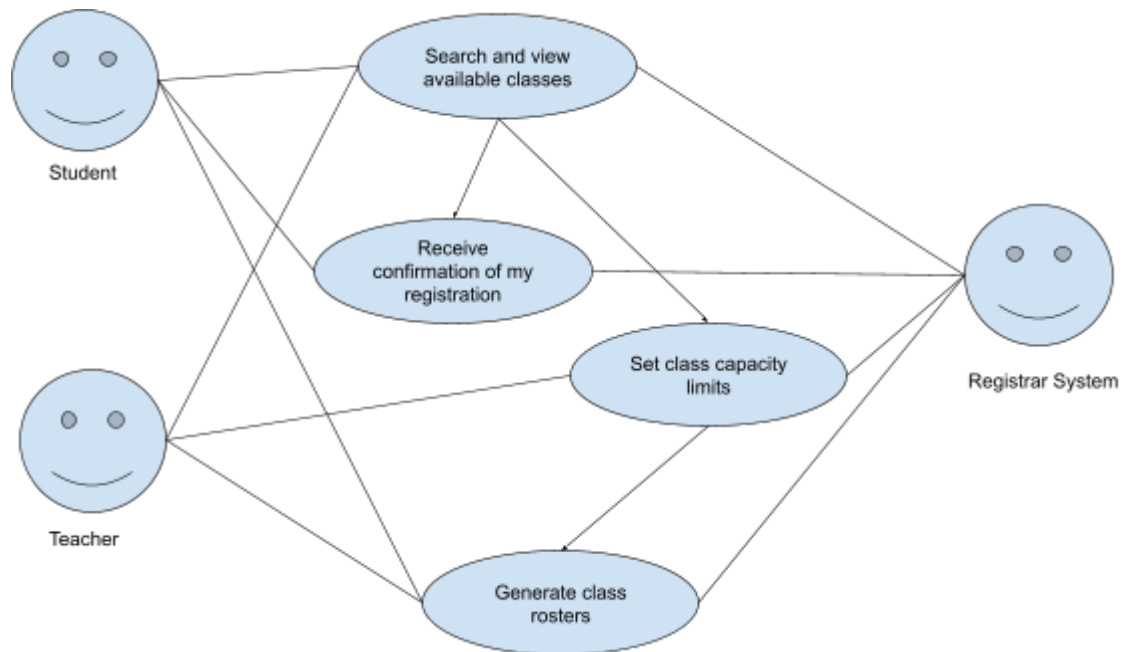 Search and view
available classes
Student
Receive
confirmation of my
registration
Set class capacity
limits
Registrar System
Teacher
Generate class
rosters